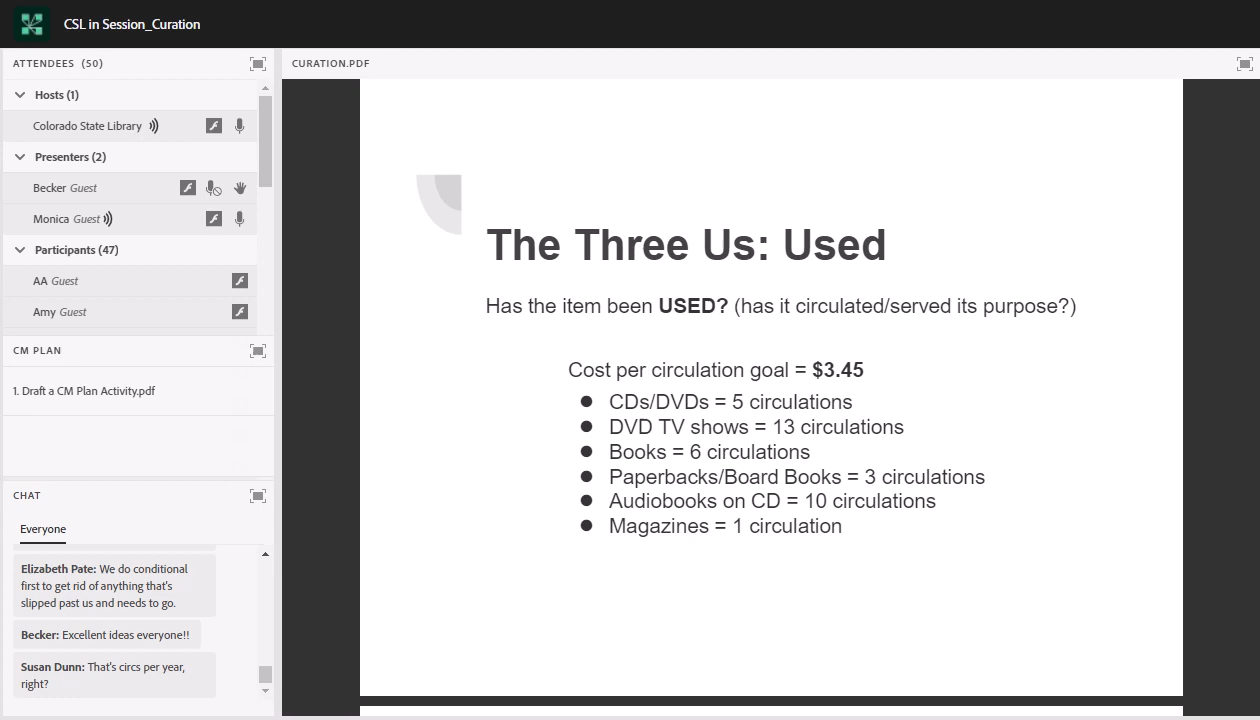 CSL in Session_Curation
ATTENDEES (50)
Hosts (1)
Colorado State Library
Presenters (2)
Becker Guest
Monica Guest
Participants (47)
AA Guest
Amy Guest
CM PLAN
1. Draft a CM Plan Activity.pdf
CHAT
Everyone
Elizabeth Pate: We do conditional
first to get rid of anything that's
slipped past us and needs to go.
Becker: Excellent ideas everyone!!
Susan Dunn: That's circs per year,
right?
CURATION.PDF
The Three Us: Used
Has the item been USED? (has it circulated/served its purpose?)
Cost per circulation goal = $3.45
● CDs/DVDs = 5 circulations
● DVD TV shows = 13 circulations
● Books = 6 circulations
● Paperbacks/Board Books = 3 circulations
● Audiobooks on CD = 10 circulations
● Magazines = 1 circulation